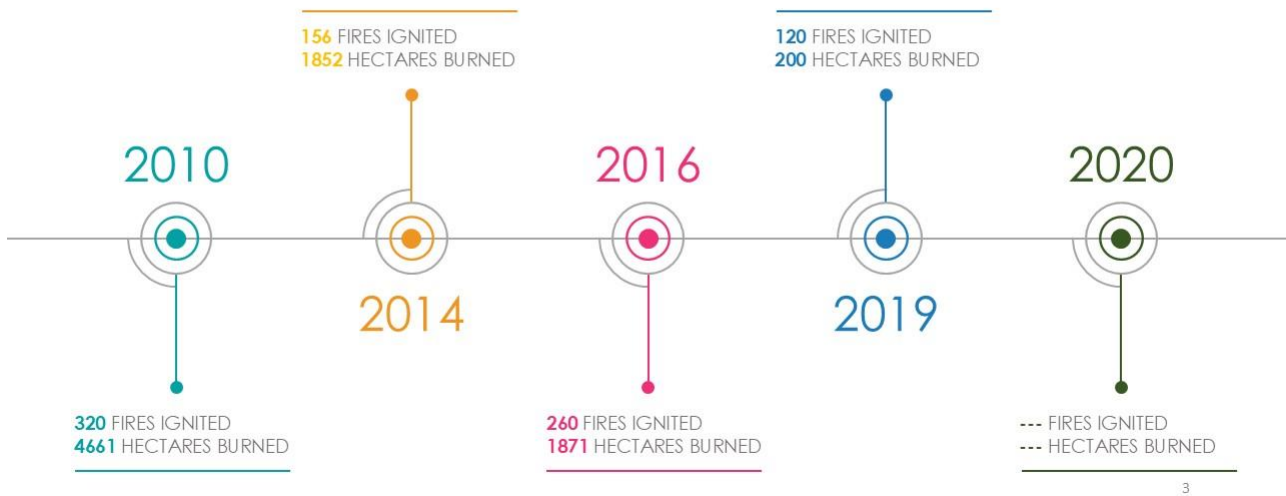 156 FIRES IGNITED
1852 HECTARES BURNED
120 FIRES IGNITED
200 HECTARES BURNED
2010
2016
2020
2014
2019
320 FIRES IGNITED
4661 HECTARES BURNED
260 FIRES IGNITED
1871 HECTARES BURNED
--- FIRES IGNITED
--- HECTARES BURNED
3